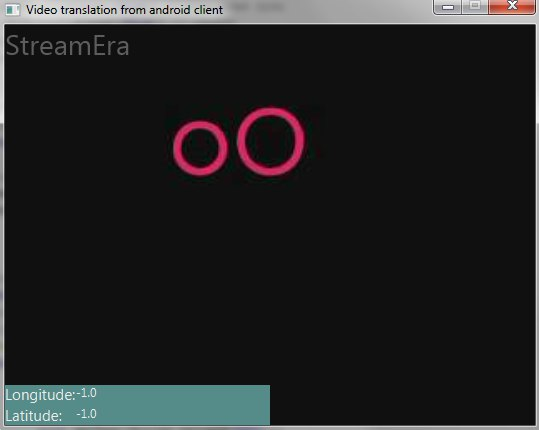 Video translation from android client
StreamEra
Longitude: -1.0
Latitude: -1.0